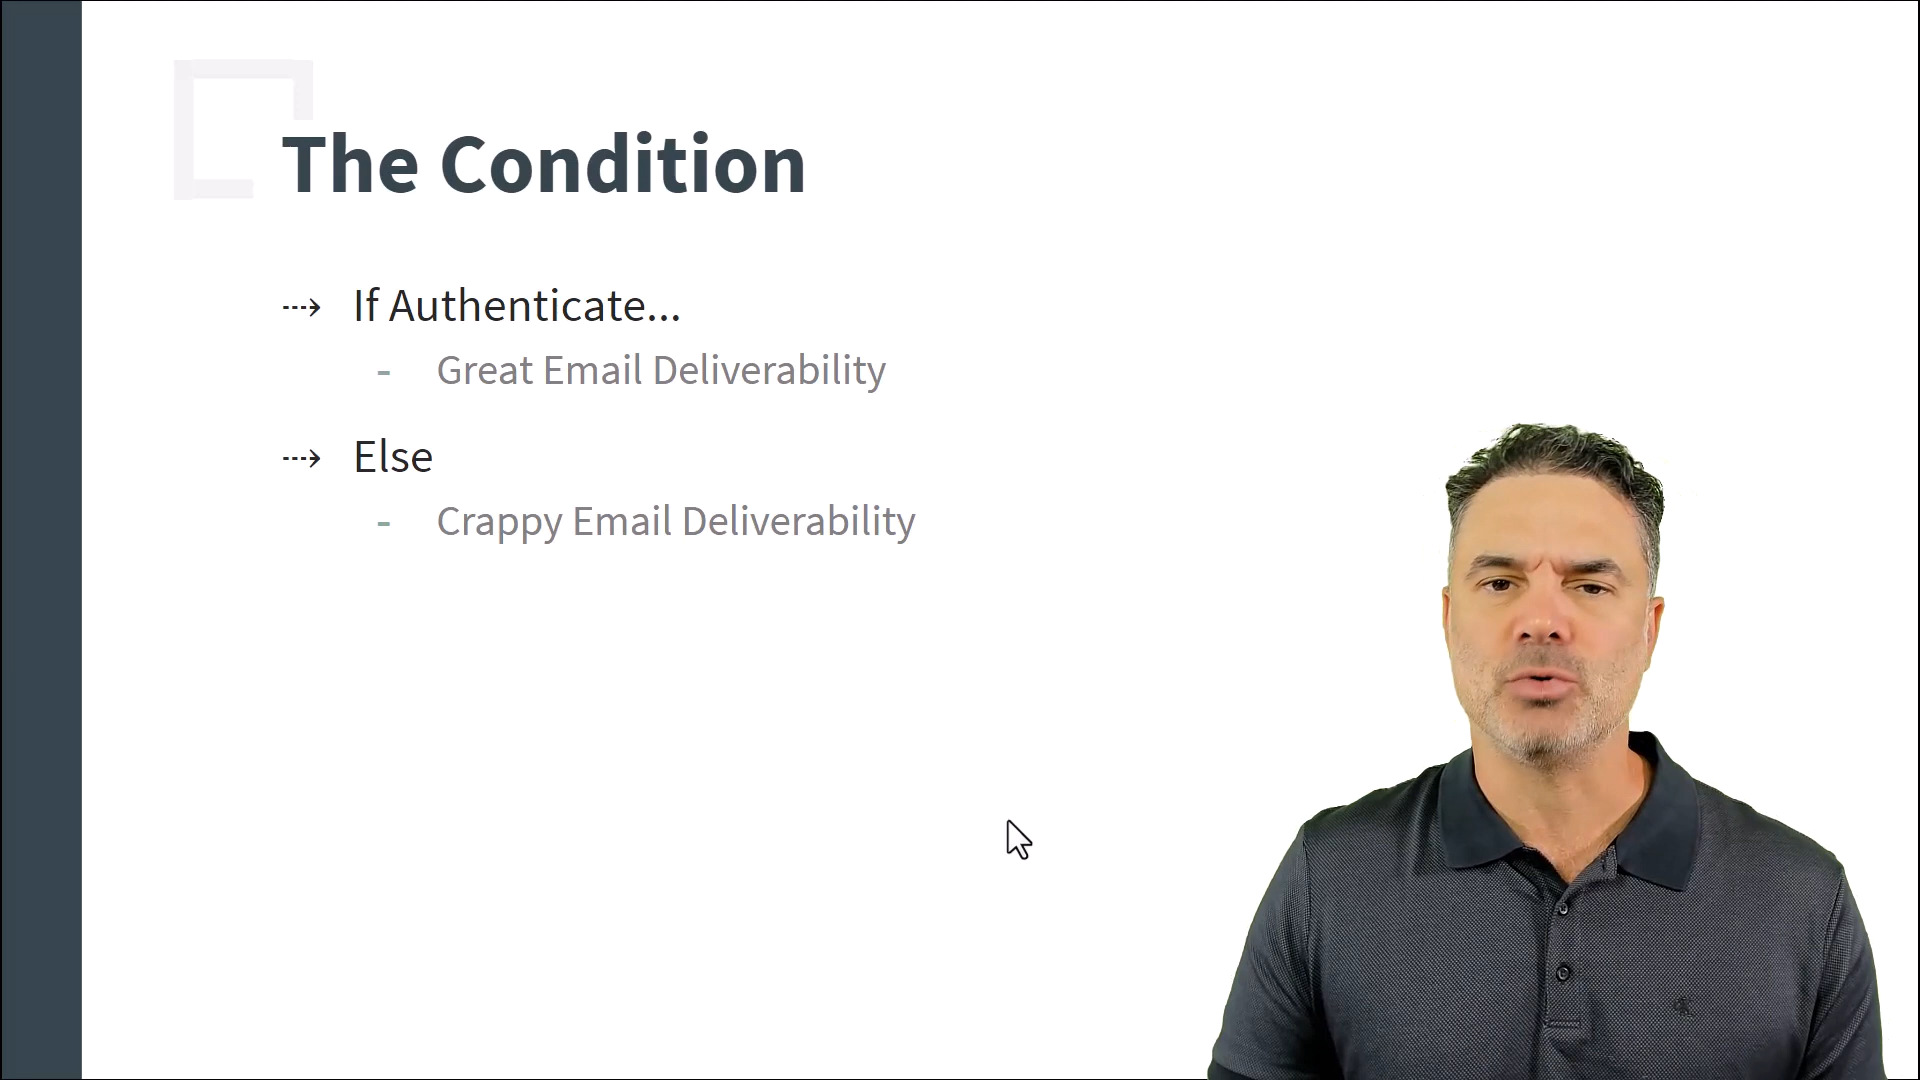 The Condition
⇢ If Authenticate...
- Great Email Deliverability
⇢ Else
- Crappy Email Deliverability